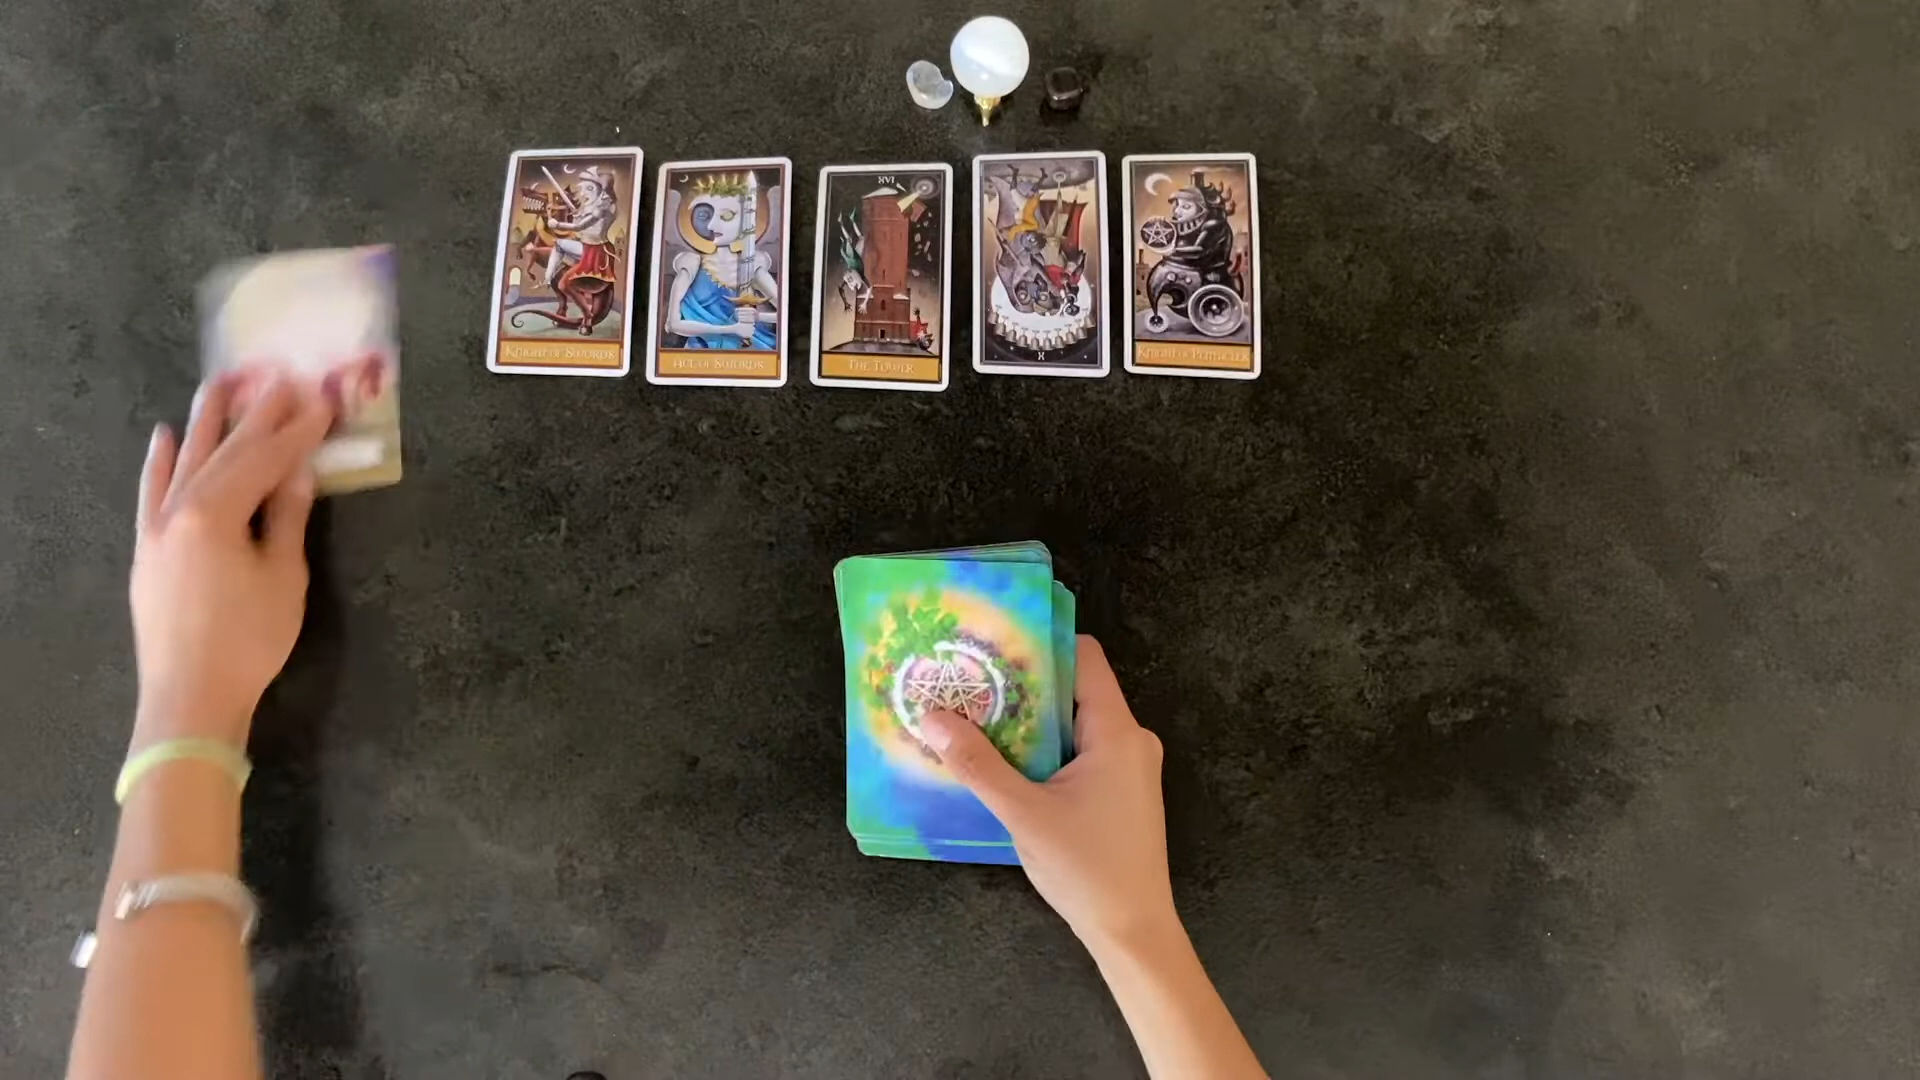 KNIGHT OF SWORDS
ACE OF SWORDS
XVI
THE TOWER
X
KNIGHT OF PENTACLES